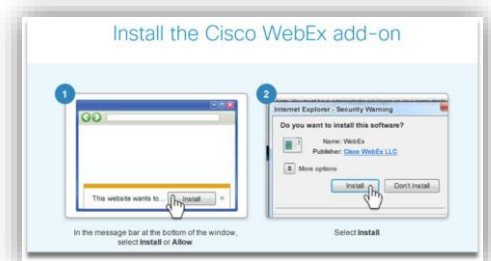 Install the Cisco WebEx add-on
1
This website wants to...
Install
In the message bar at the bottom of the window,
select Install or Allow.
2
Internet Explorer - Security Warning
Do you want to install this software?
Name: WebEx
Publisher: Cisco WebEx LLC
More options
Install
Don't Install
Select Install.